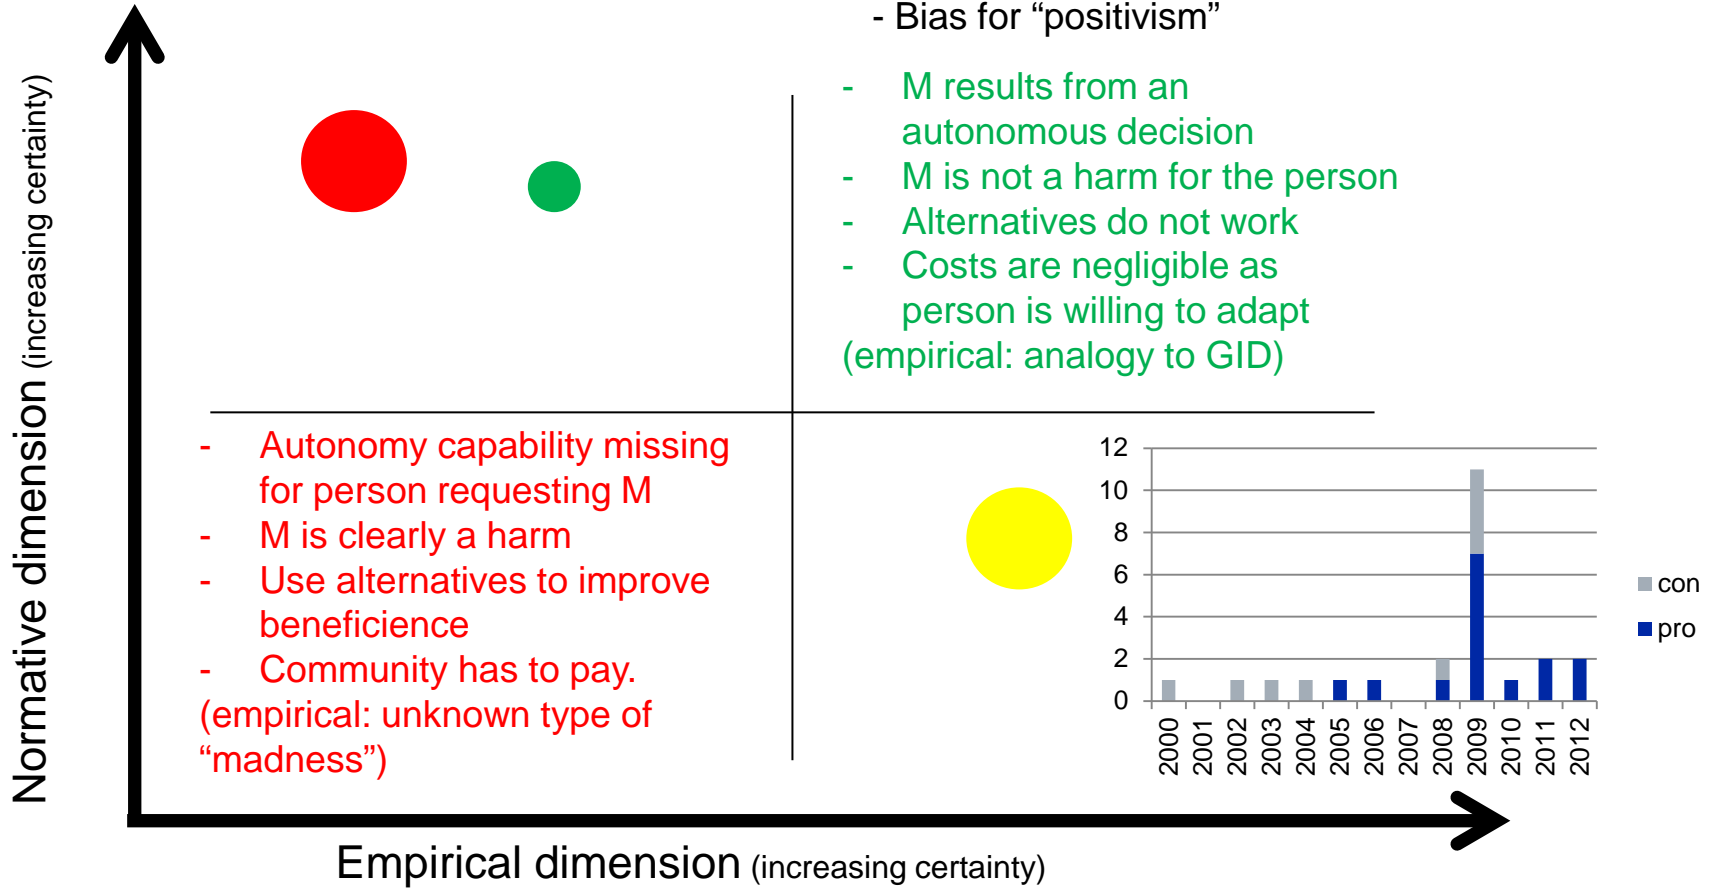 - Bias for “positivism”
Normative dimension (increasing certainty)
- M results from an
autonomous decision
- M is not a harm for the person
- Alternatives do not work
- Costs are negligible as
person is willing to adapt
(empirical: analogy to GID)
- Autonomy capability missing
for person requesting M
- M is clearly a harm
- Use alternatives to improve
beneficience
- Community has to pay.
(empirical: unknown type of
“madness”)
12
10
8
6
4
2
0
2000
2001
2002
2003
2004
2005
2006
2007
2008
2009
2010
2011
2012
con
pro
Empirical dimension (increasing certainty)